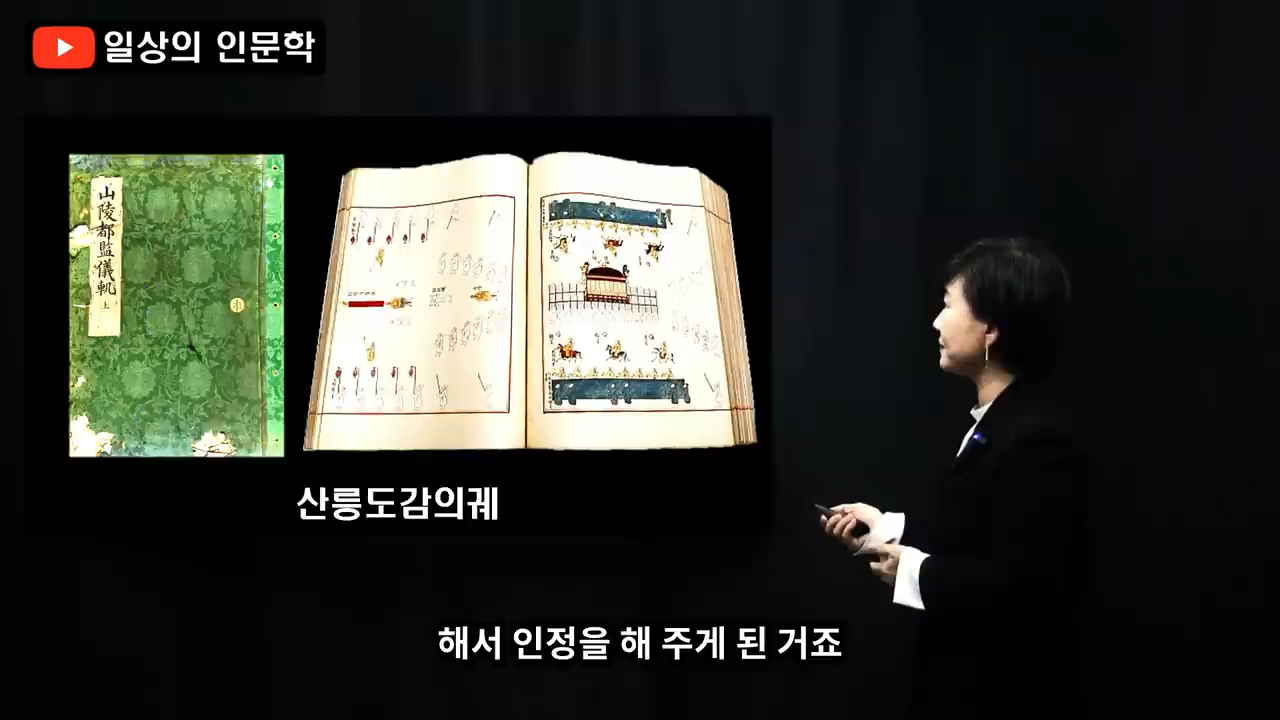 일상의 인문학
山陵都監儀軌 上
산릉도감의궤
해서 인정을 해 주게 된 거죠